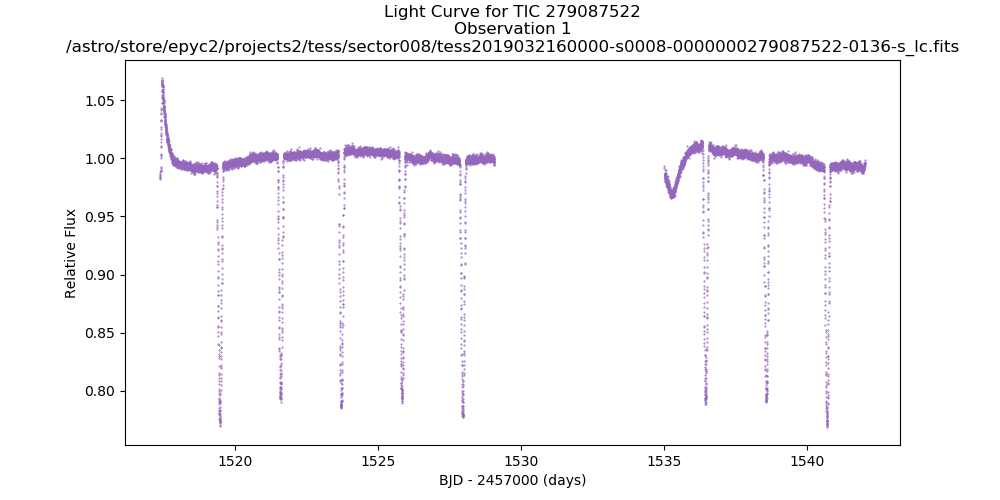 Light Curve for TIC 279087522
Observation 1
/astro/store/epyc2/projects2/tess/sector008/tess2019032160000-s0008-0000000279087522-0136-s_lc.fits
1.05
1.00
0.95
0.90
0.85
0.80
Relative Flux
1520
1525
1530
1535
1540
BJD - 2457000 (days)